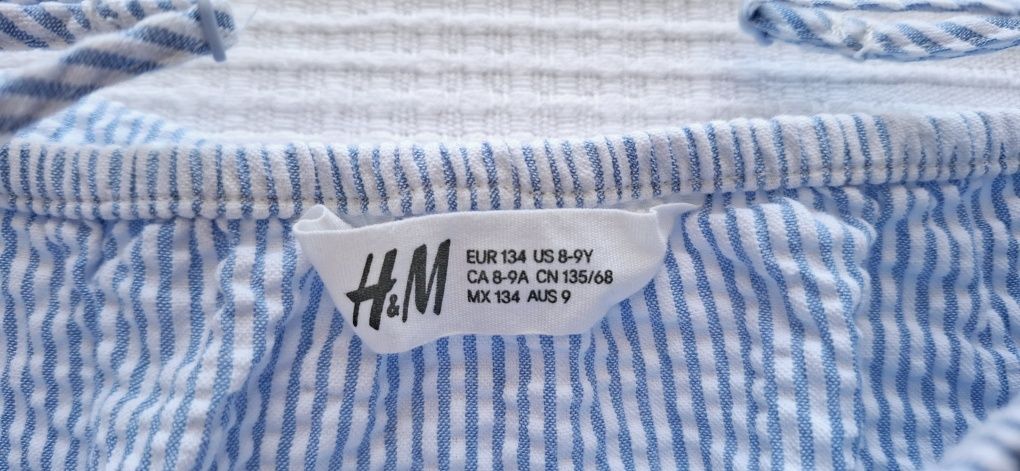 H&M
EUR 134 US 8-9Y
CA 8-9A CN 135/68
MX 134 AUS 9